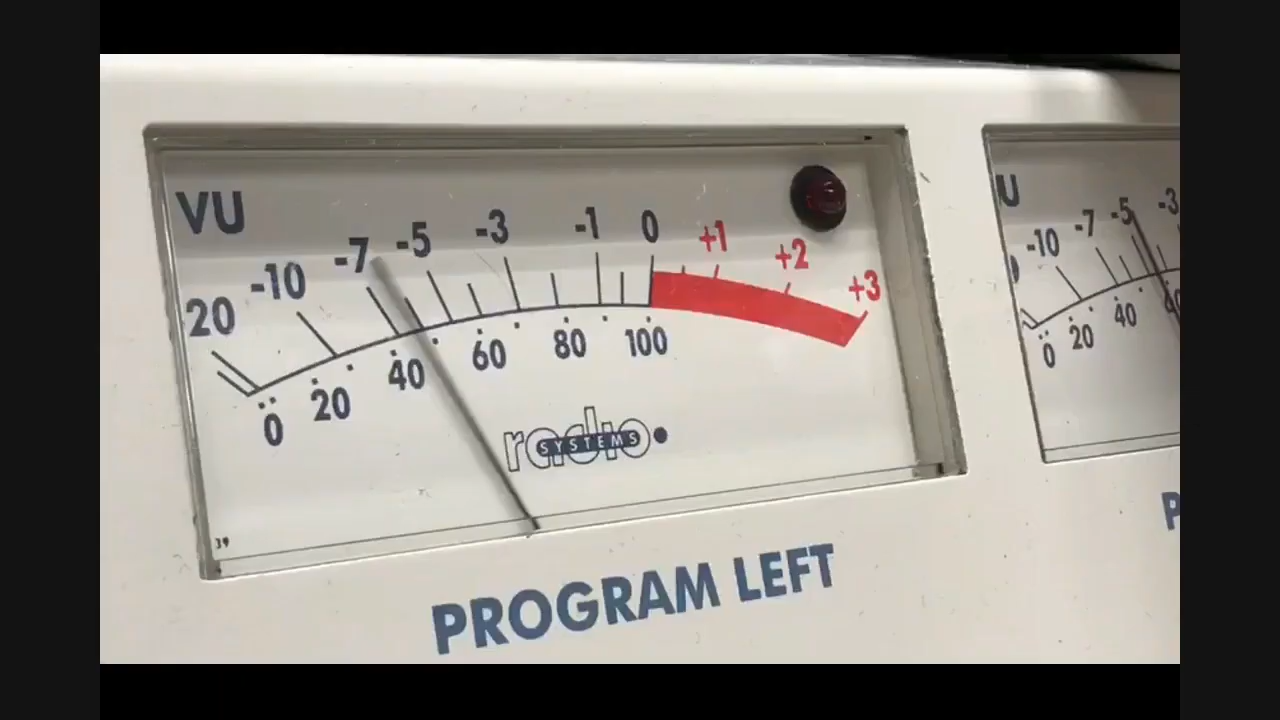 VU
20 -10 -7 -5 -3 -1 0 +1 +2 +3
0 20 40 60 80 100
radio
SYSTEMS
39
PROGRAM LEFT
U
-10 -7 -5 -3
0 20 40
P